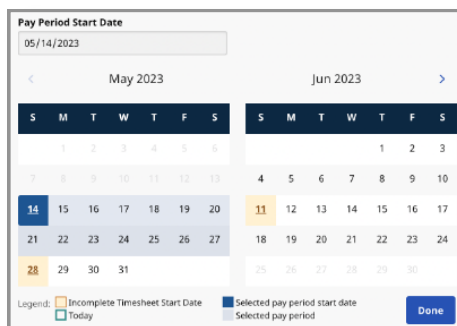 Pay Period Start Date
05/14/2023
< May 2023 Jun 2023 >
S M T W T F S S M T W T F S
1 2 3 4 5 6 1 2 3
7 8 9 10 11 12 13 4 5 6 7 8 9 10
14 15 16 17 18 19 20 11 12 13 14 15 16 17
21 22 23 24 25 26 27 18 19 20 21 22 23 24
28 29 30 31 25 26 27 28 29 30
Legend: Incomplete Timesheet Start Date Selected pay period start date
Today Selected pay period
Done